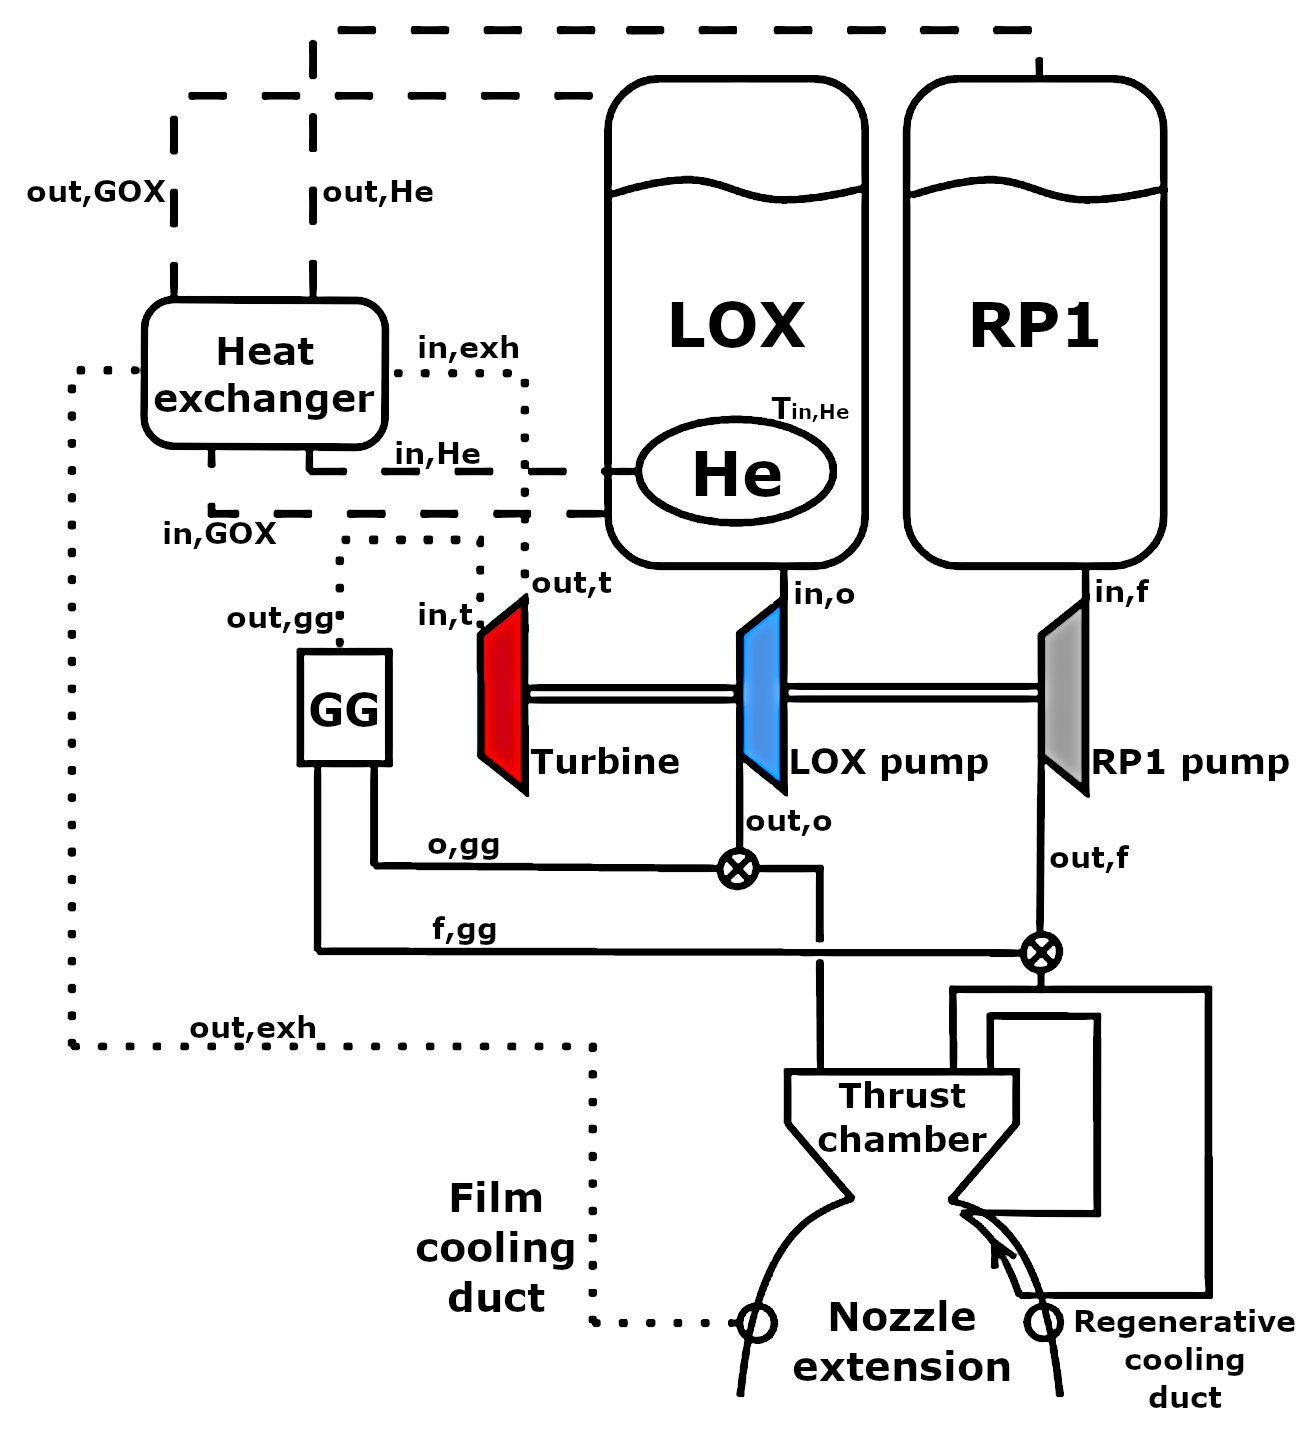 out,GOX
out,He
LOX
RP1
Heat
exchanger
in,exh
Tin,He
in,He
He
in,GOX
out,t
in,o
in,f
out,gg
in,t
GG
Turbine
LOX pump
RP1 pump
out,o
o,gg
out,f
f,gg
out,exh
Thrust
chamber
Film
cooling
duct
Nozzle
extension
Regenerative
cooling
duct